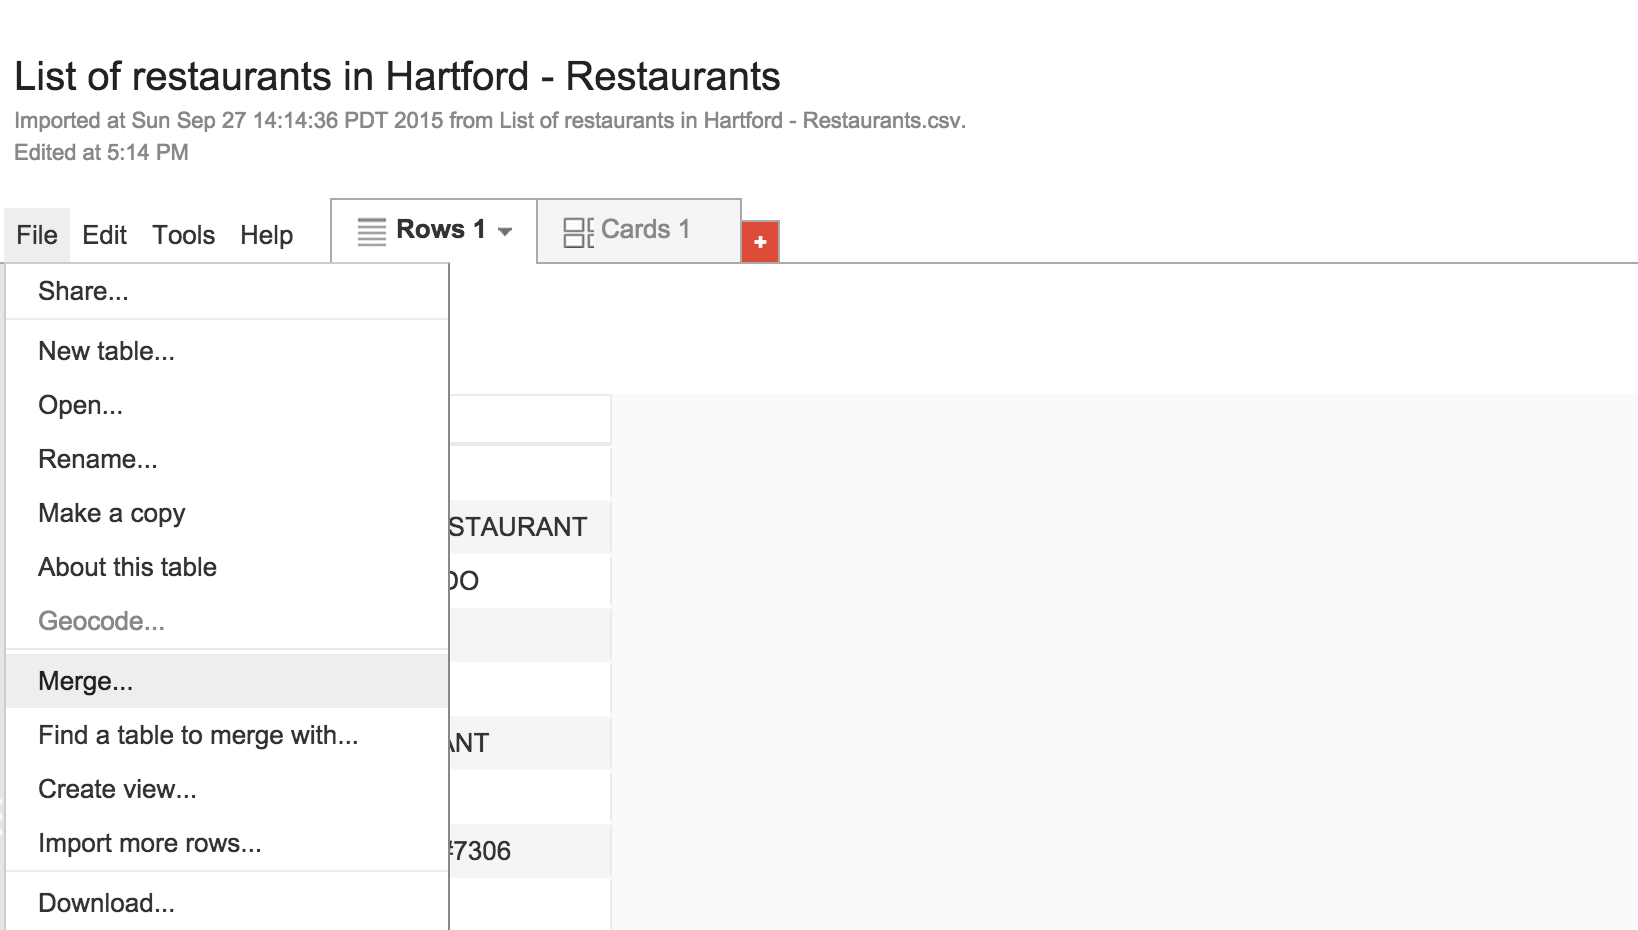 List of restaurants in Hartford - Restaurants
Imported at Sun Sep 27 14:14:36 PDT 2015 from List of restaurants in Hartford - Restaurants.csv.
Edited at 5:14 PM
File Edit Tools Help Rows 1 Cards 1 +
Share...
New table...
Open...
Rename...
Make a copy
STAURANT
About this table
DO
Geocode...
Merge...
Find a table to merge with...
ANT
Create view...
Import more rows...
#7306
Download...